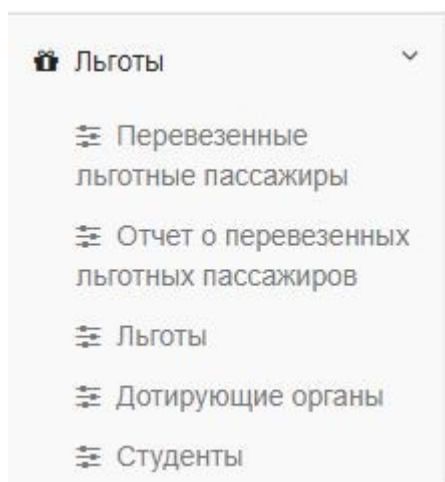 Льготы
Перевезенные
льготные пассажиры
Отчет о перевезенных
льготных пассажиров
Льготы
Дотирующие органы
Студенты